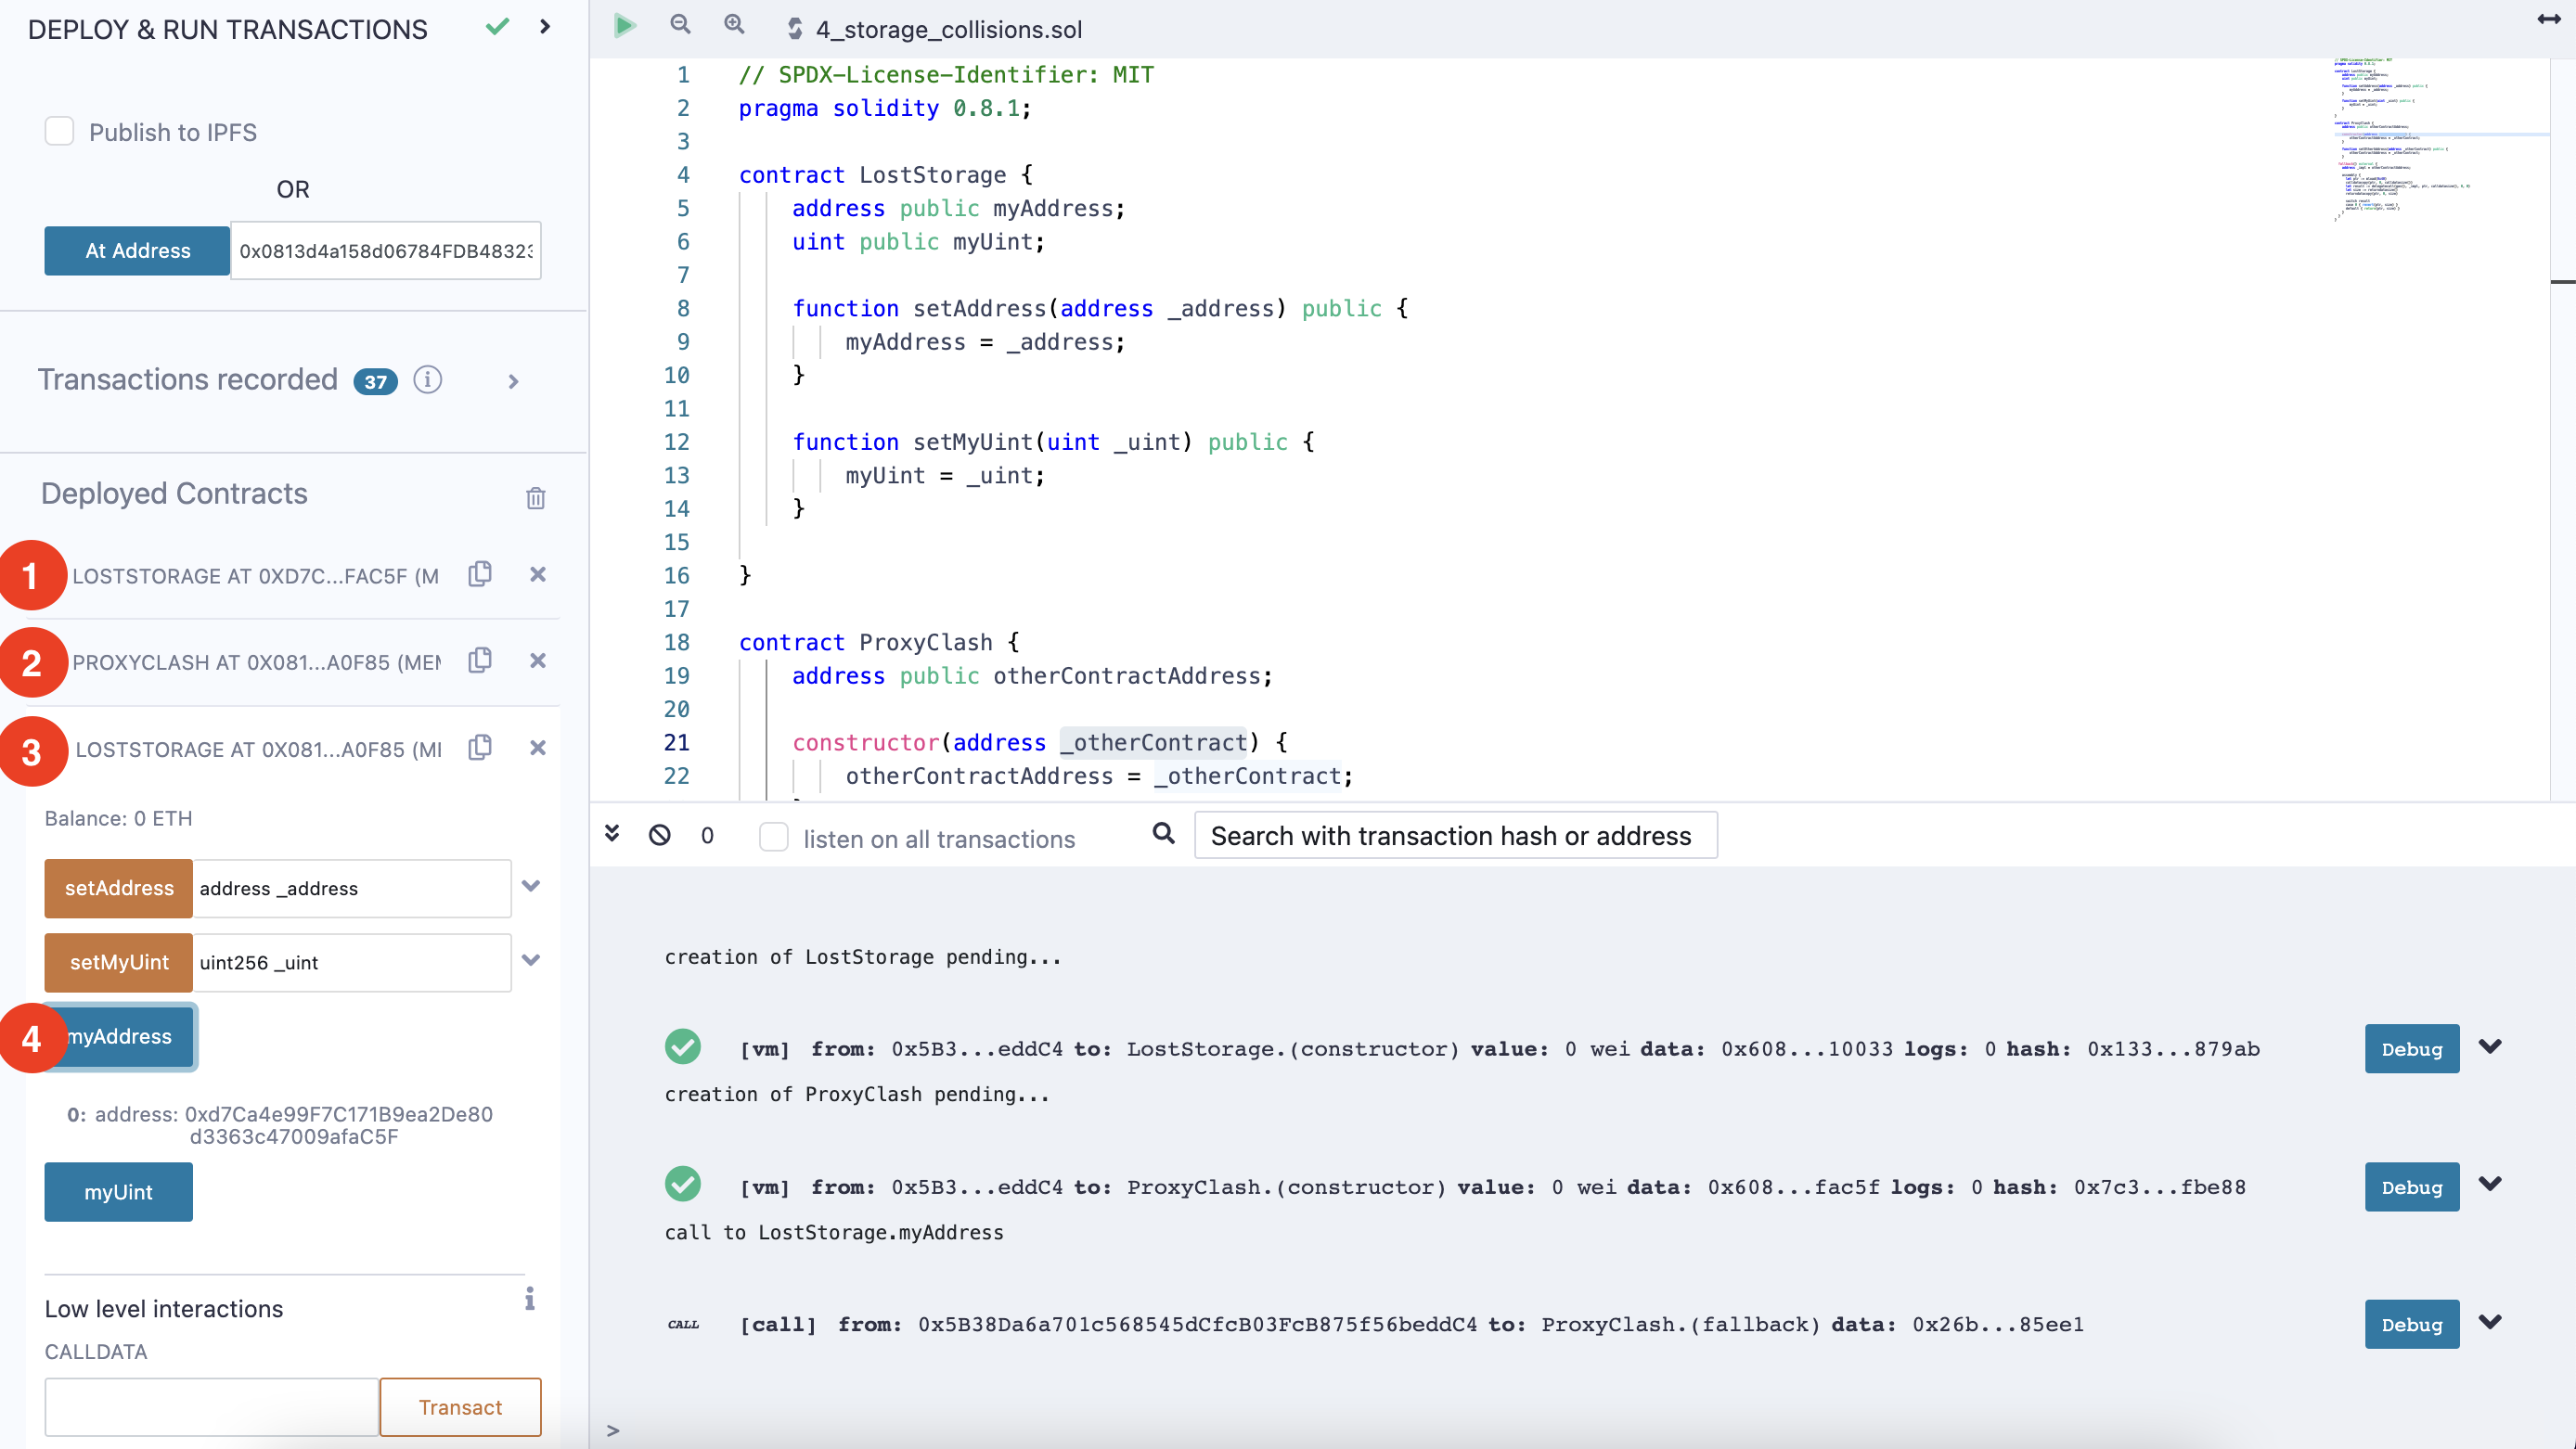 DEPLOY & RUN TRANSACTIONS
Publish to IPFS
OR
At Address 0x0813d4a158d06784FDB48323
Transactions recorded 37
Deployed Contracts
1 LOSTSTORAGE AT 0XD7C...FAC5F (M
2 PROXYCLASH AT 0X081...A0F85 (MEM
3 LOSTSTORAGE AT 0X081...A0F85 (MI
Balance: 0 ETH
setAddress address _address
setMyUint uint256 _uint
4 myAddress
0: address: 0xd7Ca4e99F7C171B9ea2De80
d3363c47009afaC5F
myUint
Low level interactions
CALLDATA
Transact
4_storage_collisions.sol
1 // SPDX-License-Identifier: MIT
2 pragma solidity 0.8.1;
3
4 contract LostStorage {
5 address public myAddress;
6 uint public myUint;
7
8 function setAddress(address _address) public {
9 myAddress = _address;
10 }
11
12 function setMyUint(uint _uint) public {
13 myUint = _uint;
14 }
15
16 }
17
18 contract ProxyClash {
19 address public otherContractAddress;
20
21 constructor(address _otherContract) {
22 otherContractAddress = _otherContract;
0 listen on all transactions Search with transaction hash or address
creation of LostStorage pending...
[vm] from: 0x5B3...eddC4 to: LostStorage.(constructor) value: 0 wei data: 0x608...10033 logs: 0 hash: 0x133...879ab Debug
creation of ProxyClash pending...
[vm] from: 0x5B3...eddC4 to: ProxyClash.(constructor) value: 0 wei data: 0x608...fac5f logs: 0 hash: 0x7c3...fbe88 Debug
call to LostStorage.myAddress
CALL [call] from: 0x5B38Da6a701c568545dCfcB03FcB875f56beddC4 to: ProxyClash.(fallback) data: 0x26b...85ee1 Debug
>